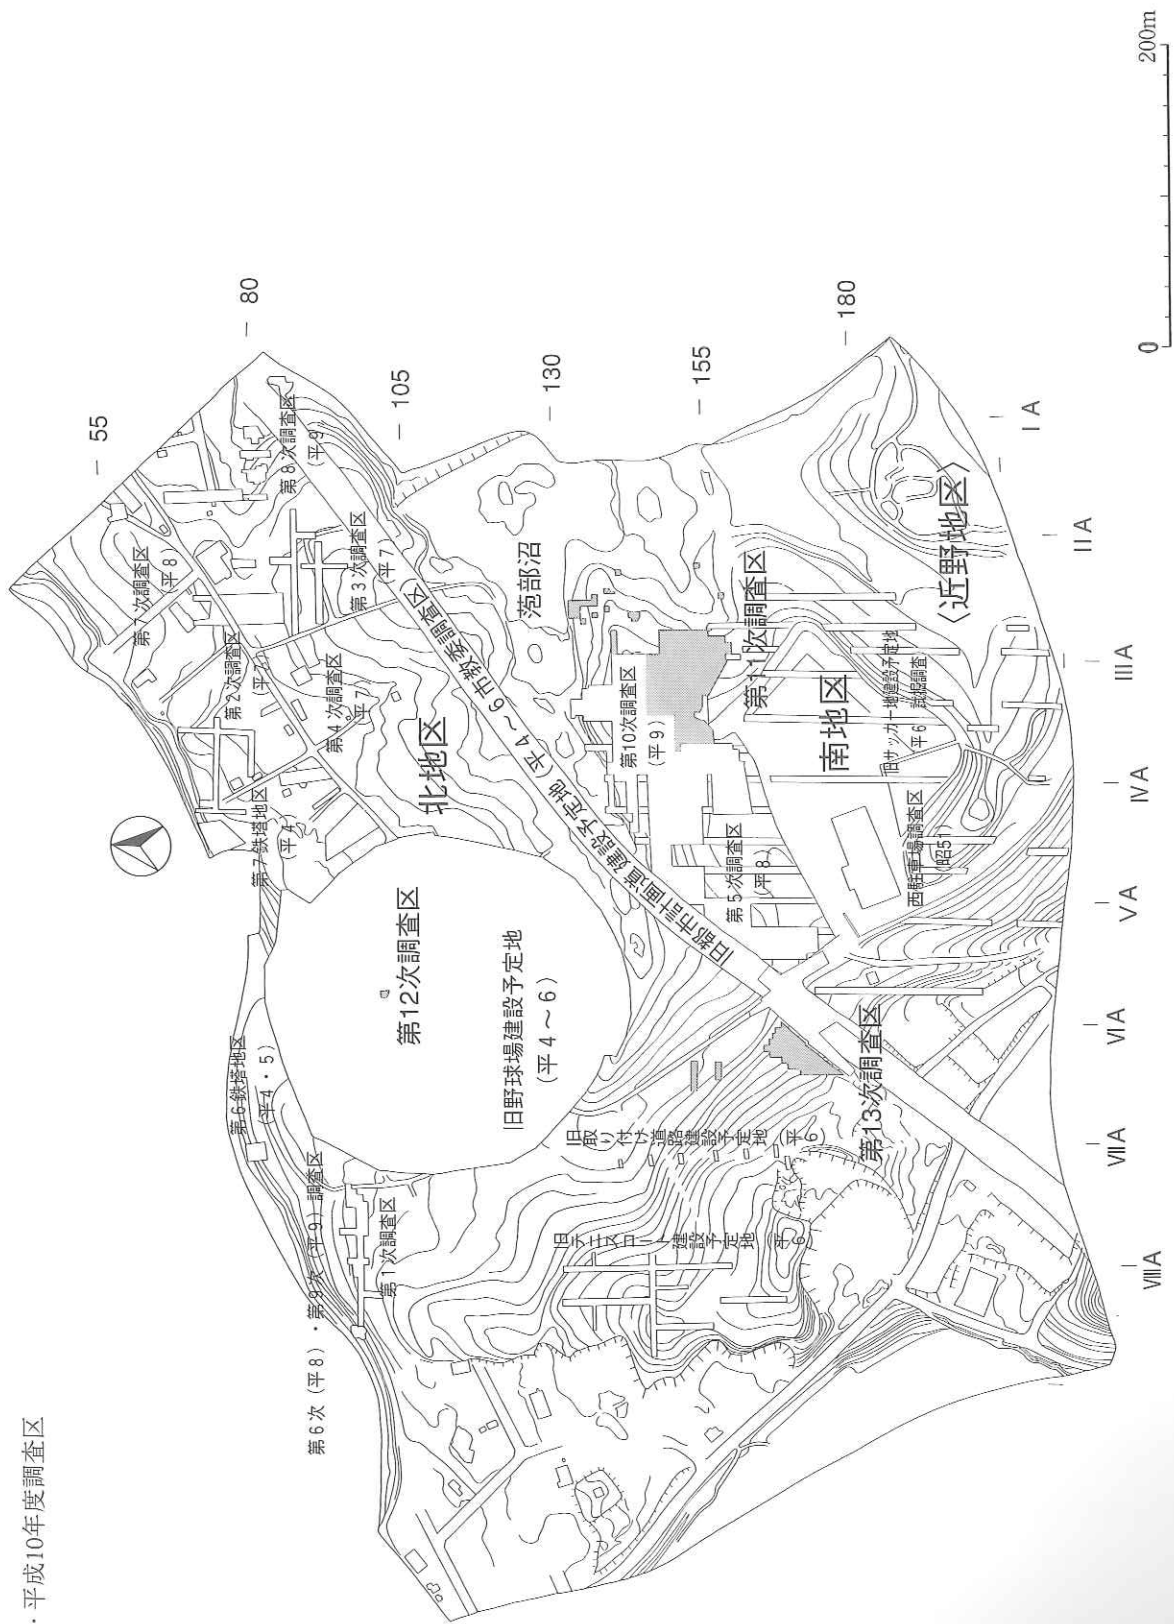 ・平成10年度調査区
55
80
105
130
155
180
ⅠA
ⅡA
ⅢA
ⅣA
ⅤA
ⅥA
ⅦA
ⅧA
0
200m
第7次調査区
(平8)
第8次調査区
(平9)
第2次調査区
(平7)
第3次調査区
(平7)
第4次調査区
(平7)
第7鉄塔地区
(平4)
北地区
第6鉄塔地区
(平4・5)
第12次調査区
旧野球場建設予定地
(平4～6)
旧都市計画道建設予定地(平4～6市教委調査区)
第10次調査区
(平9)
第11次調査区
南地区
〈近野地区〉
旧サッカー地建設予定地
平6 試掘調査
第5次調査区
(平8)
西駐車場調査区
(昭51)
第13次調査区
旧取り付け道路建設予定地(平6)
旧テニスコート建設予定地(平6)
第6次(平8)・第9次(平9)調査区
第1次調査区